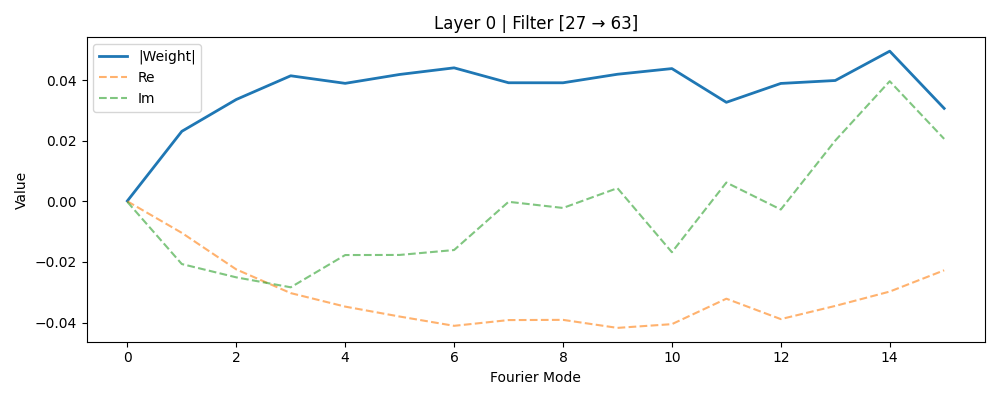 Layer 0 | Filter [27 → 63]
|Weight|
Re
Im
0.04
0.02
0.00
−0.02
−0.04
Value
0 2 4 6 8 10 12 14
Fourier Mode